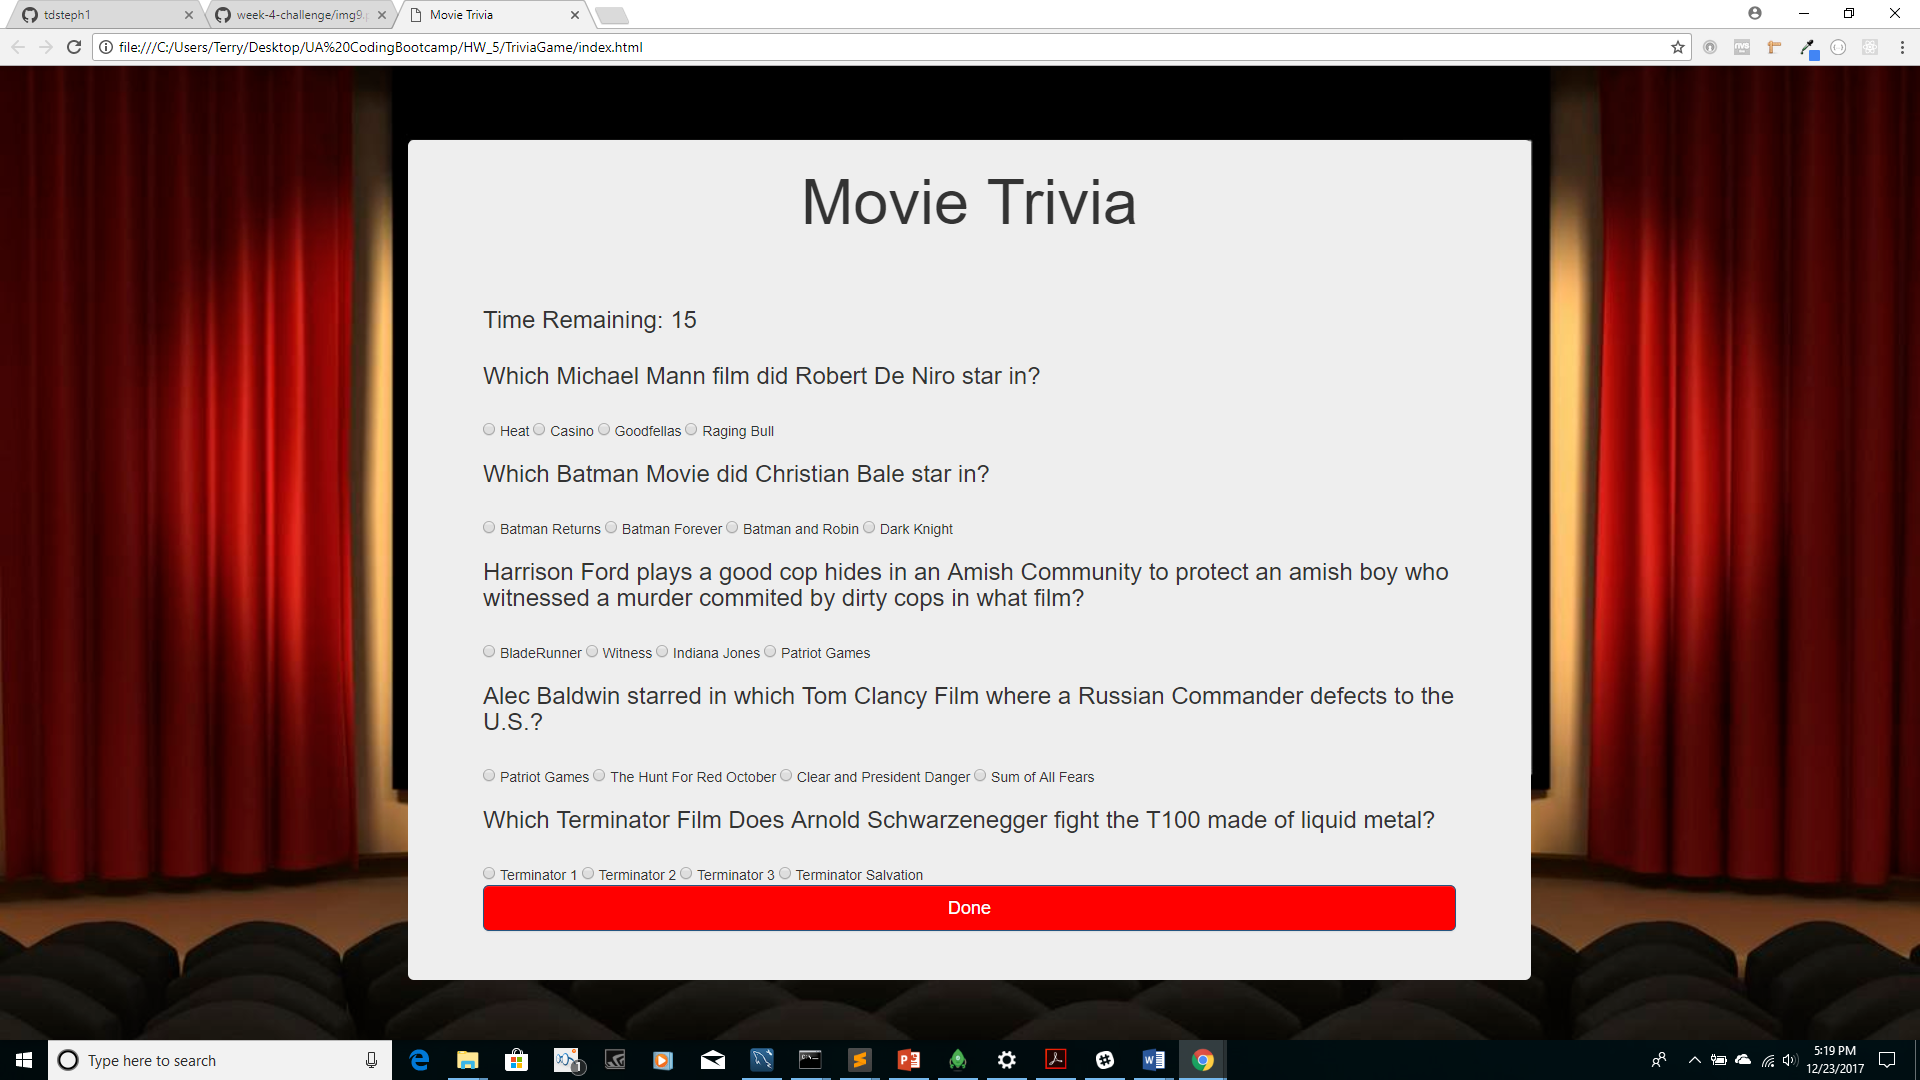 tdsteph1
week-4-challenge/img9.p
Movie Trivia
file:///C:/Users/Terry/Desktop/UA%20CodingBootcamp/HW_5/TriviaGame/index.html
Movie Trivia
Time Remaining: 15
Which Michael Mann film did Robert De Niro star in?
Heat Casino Goodfellas Raging Bull
Which Batman Movie did Christian Bale star in?
Batman Returns Batman Forever Batman and Robin Dark Knight
Harrison Ford plays a good cop hides in an Amish Community to protect an amish boy who
witnessed a murder commited by dirty cops in what film?
BladeRunner Witness Indiana Jones Patriot Games
Alec Baldwin starred in which Tom Clancy Film where a Russian Commander defects to the
U.S.?
Patriot Games The Hunt For Red October Clear and President Danger Sum of All Fears
Which Terminator Film Does Arnold Schwarzenegger fight the T100 made of liquid metal?
Terminator 1 Terminator 2 Terminator 3 Terminator Salvation
Done
Type here to search
1
5:19 PM
12/23/2017